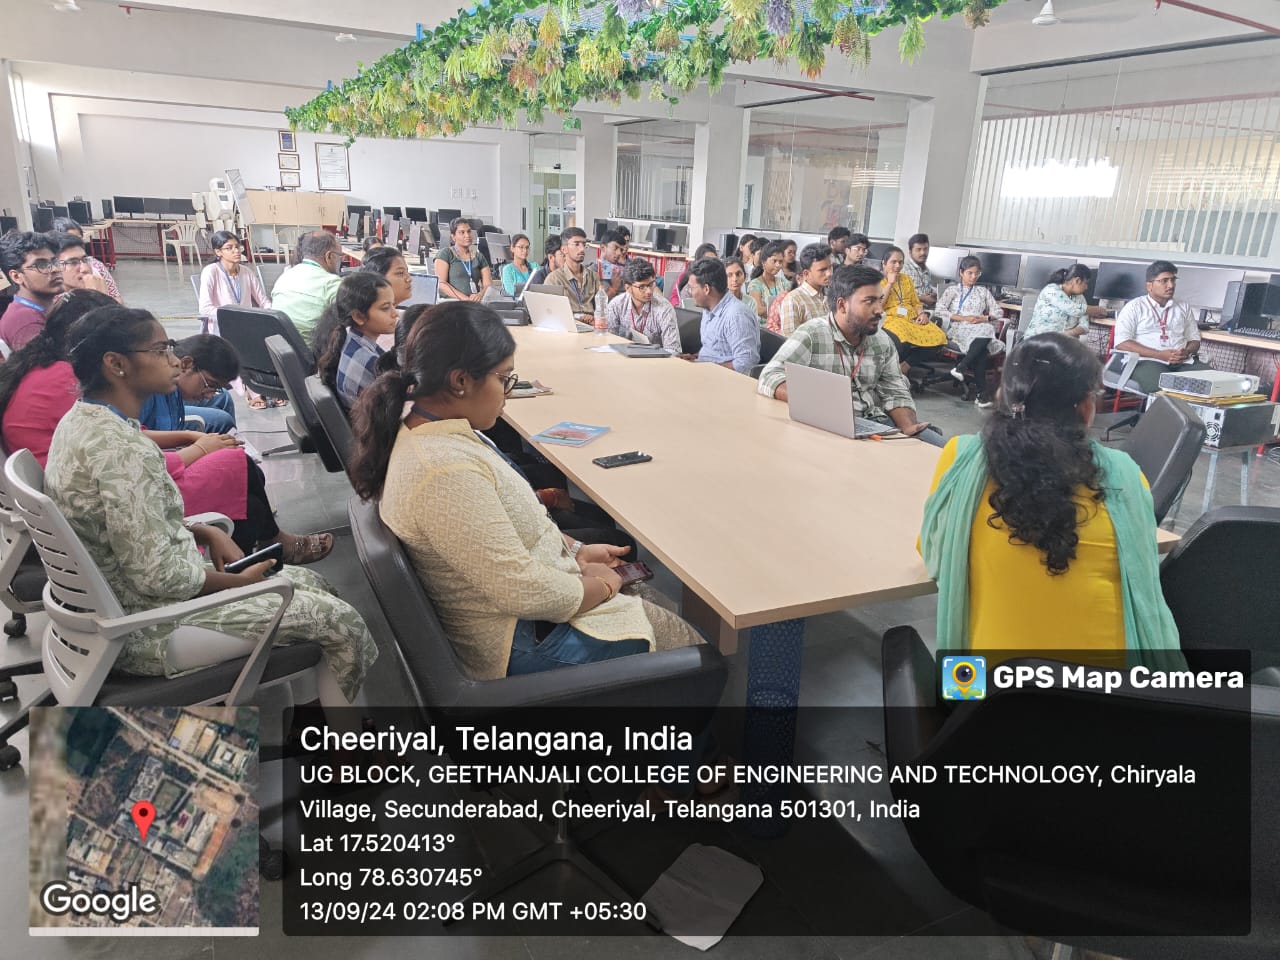 GPS Map Camera
Cheeriyal, Telangana, India
UG BLOCK, GEETHANJALI COLLEGE OF ENGINEERING AND TECHNOLOGY, Chiryala
Village, Secunderabad, Cheeriyal, Telangana 501301, India
Lat 17.520413°
Long 78.630745°
13/09/24 02:08 PM GMT +05:30
Google